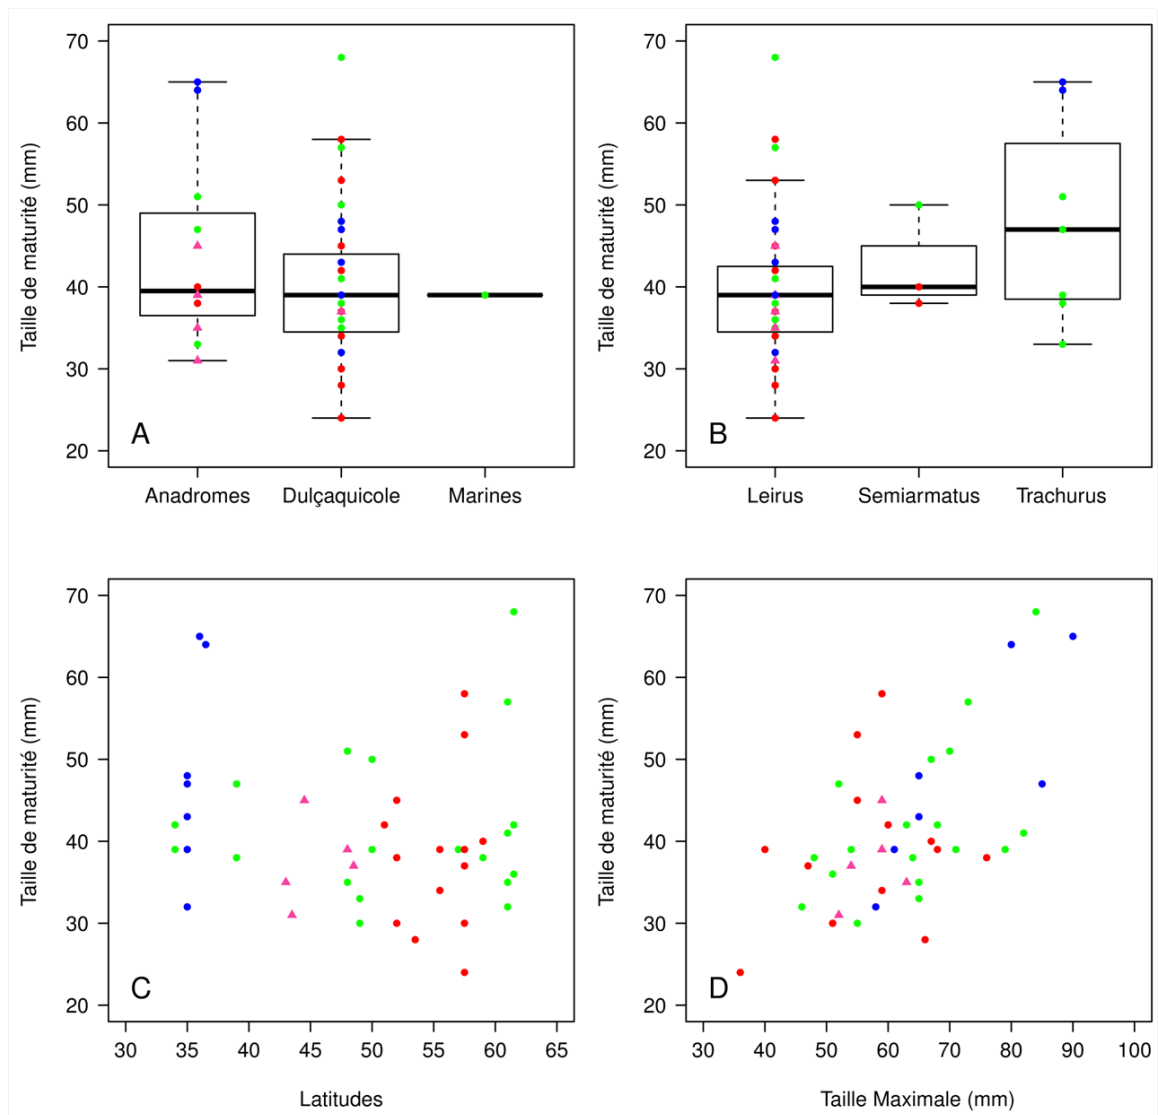 70
60
50
40
30
20
Taille de maturité (mm)
A
Anadromes Dulçaquicole Marines
70
60
50
40
30
20
Taille de maturité (mm)
B
Leirus Semiarmatus Trachurus
70
60
50
40
30
20
Taille de maturité (mm)
C
30 35 40 45 50 55 60 65
Latitudes
70
60
50
40
30
20
Taille de maturité (mm)
D
30 40 50 60 70 80 90 100
Taille Maximale (mm)